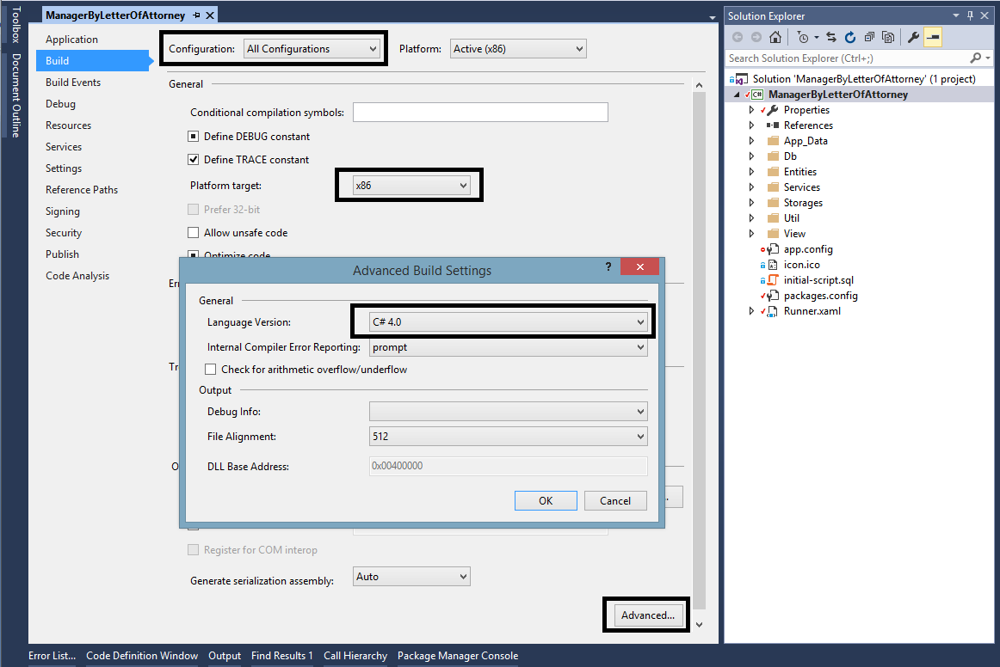 Toolbox
Document Outline
ManagerByLetterOfAttorney
Application
Build
Build Events
Debug
Resources
Services
Settings
Reference Paths
Signing
Security
Publish
Code Analysis
Configuration: All Configurations Platform: Active (x86)
General
Conditional compilation symbols:
Define DEBUG constant
Define TRACE constant
Platform target: x86
Prefer 32-bit
Allow unsafe code
Optimize code
Advanced Build Settings ?
General
Language Version: C# 4.0
Internal Compiler Error Reporting: prompt
Check for arithmetic overflow/underflow
Output
Debug Info:
File Alignment: 512
DLL Base Address: 0x00400000
OK Cancel
Register for COM interop
Generate serialization assembly: Auto
Advanced...
Solution Explorer
Search Solution Explorer (Ctrl+;)
Solution 'ManagerByLetterOfAttorney' (1 project)
C# ManagerByLetterOfAttorney
Properties
References
App_Data
Db
Entities
Services
Storages
Util
View
app.config
icon.ico
initial-script.sql
packages.config
Runner.xaml
Error List... Code Definition Window Output Find Results 1 Call Hierarchy Package Manager Console